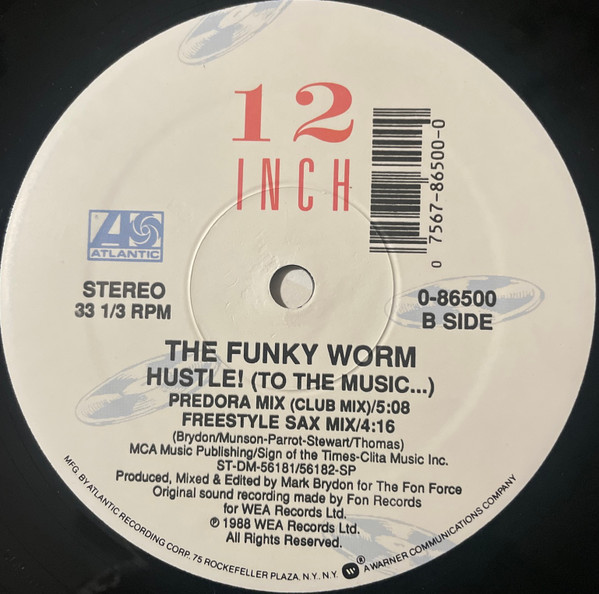 12
INCH
0 7567-86500-0
ATLANTIC
STEREO
33 1/3 RPM
0-86500
B SIDE
THE FUNKY WORM
HUSTLE! (TO THE MUSIC...)
PREDORA MIX (CLUB MIX)/5:08
FREESTYLE SAX MIX/4:16
(Brydon/Munson-Parrot-Stewart/Thomas)
MCA Music Publishing/Sign of the Times-Clita Music Inc.
ST-DM-56181/56182-SP
Produced, Mixed & Edited by Mark Brydon for The Fon Force
Original sound recording made by Fon Records
for WEA Records Ltd.
℗ 1988 WEA Records Ltd.
All Rights Reserved.
MFG. BY ATLANTIC RECORDING CORP. 75 ROCKEFELLER PLAZA. N.Y., N.Y. ® A WARNER COMMUNICATIONS COMPANY